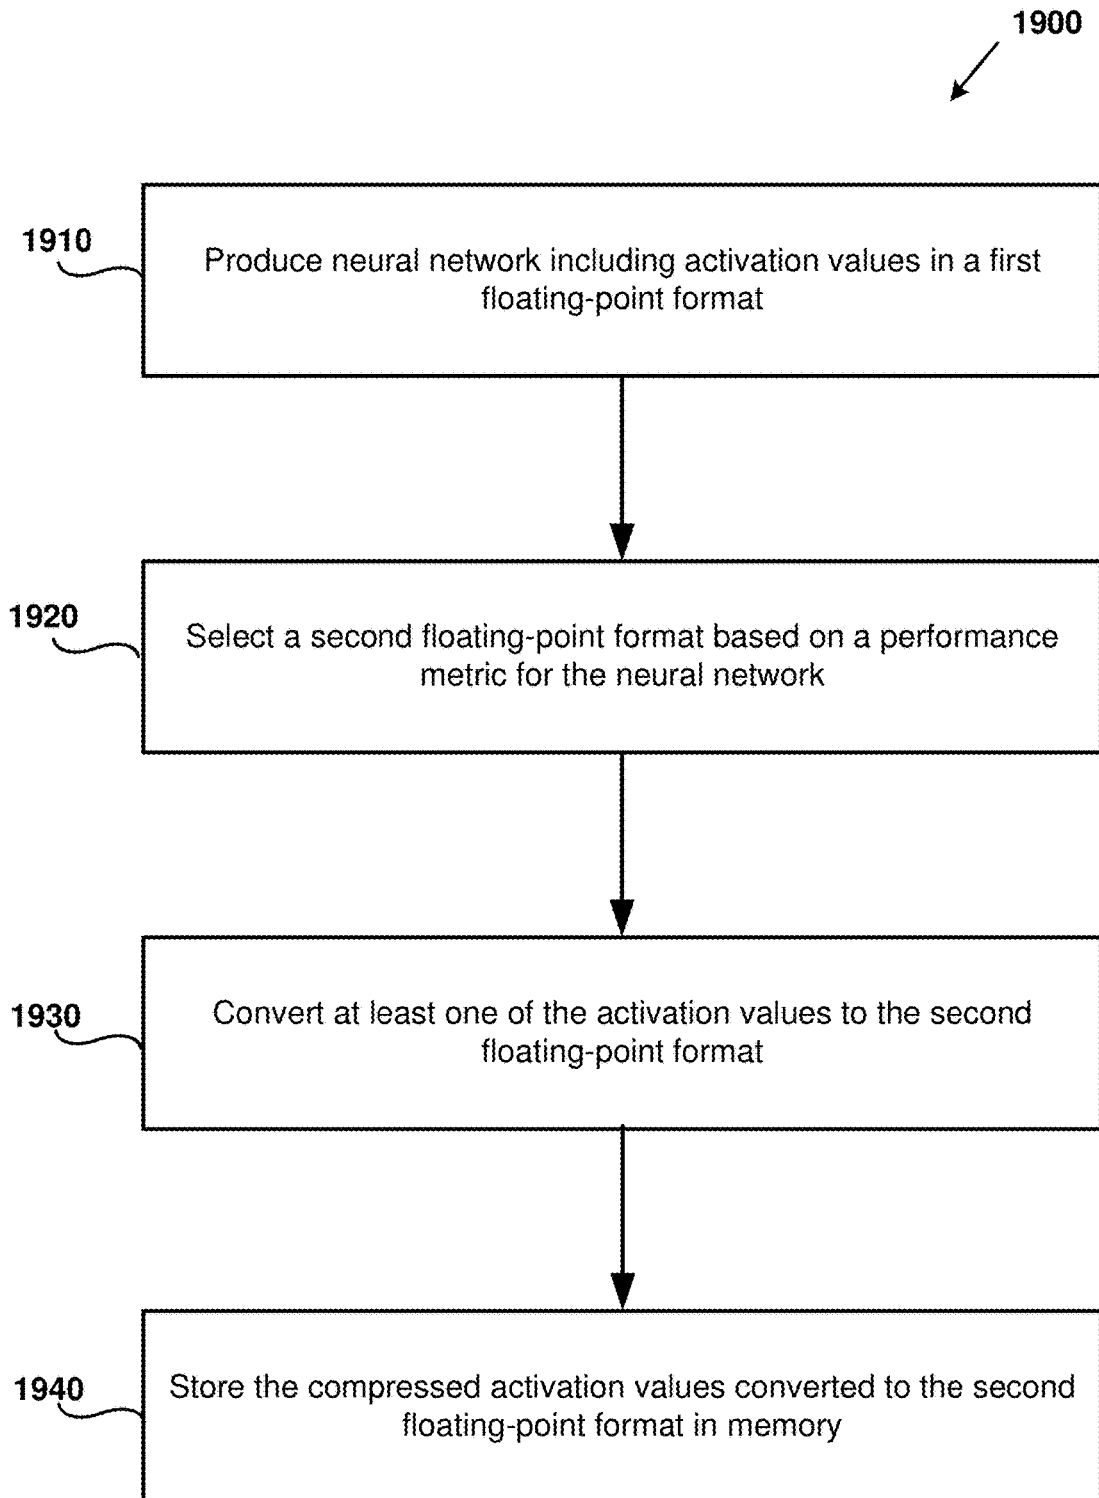 1900
1910
Produce neural network including activation values in a first
floating-point format
1920
Select a second floating-point format based on a performance
metric for the neural network
1930
Convert at least one of the activation values to the second
floating-point format
1940
Store the compressed activation values converted to the second
floating-point format in memory